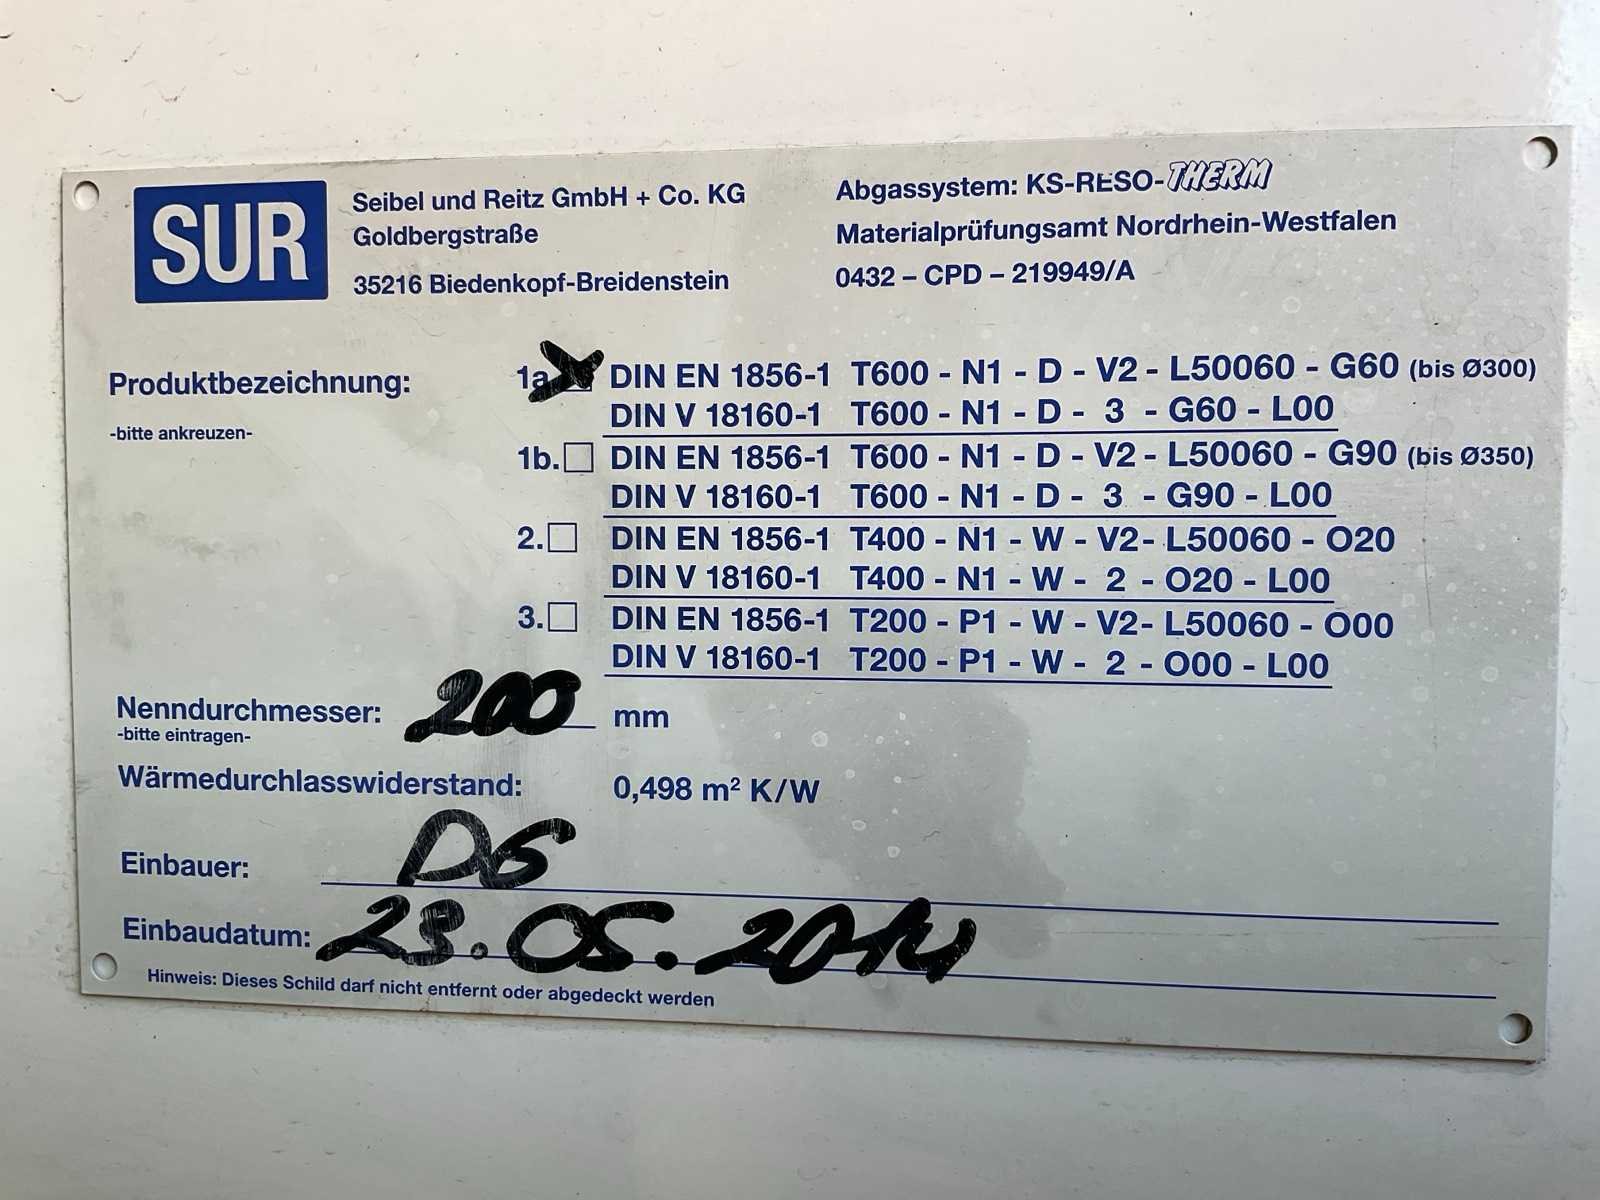 SUR
Seibel und Reitz GmbH + Co. KG
Goldbergstraße
35216 Biedenkopf-Breidenstein
Abgassystem: KS-RESO-THERM
Materialprüfungsamt Nordrhein-Westfalen
0432 – CPD – 219949/A
Produktbezeichnung:
-bitte ankreuzen-
1a. DIN EN 1856-1 T600 - N1 - D - V2 - L50060 - G60 (bis Ø300)
DIN V 18160-1 T600 - N1 - D - 3 - G60 - L00
1b. DIN EN 1856-1 T600 - N1 - D - V2 - L50060 - G90 (bis Ø350)
DIN V 18160-1 T600 - N1 - D - 3 - G90 - L00
2. DIN EN 1856-1 T400 - N1 - W - V2- L50060 - O20
DIN V 18160-1 T400 - N1 - W - 2 - O20 - L00
3. DIN EN 1856-1 T200 - P1 - W - V2- L50060 - O00
DIN V 18160-1 T200 - P1 - W - 2 - O00 - L00
Nenndurchmesser: 200 mm
-bitte eintragen-
Wärmedurchlasswiderstand: 0,498 m² K/W
Einbauer: DG
Einbaudatum: 23.05.2014
Hinweis: Dieses Schild darf nicht entfernt oder abgedeckt werden